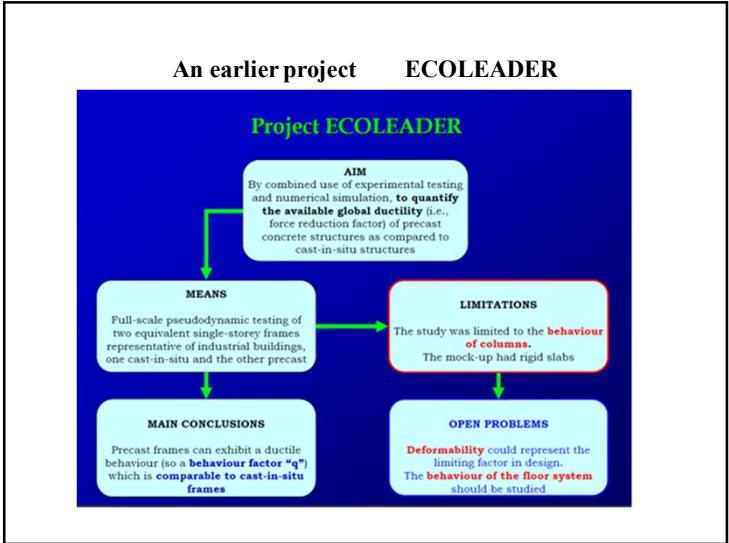 An earlier project ECOLEADER
Project ECOLEADER
AIM
By combined use of experimental testing
and numerical simulation, to quantify
the available global ductility (i.e.,
force reduction factor) of precast
concrete structures as compared to
cast-in-situ structures
MEANS
Full-scale pseudodynamic testing of
two equivalent single-storey frames
representative of industrial buildings,
one cast-in-situ and the other precast
LIMITATIONS
The study was limited to the behaviour
of columns.
The mock-up had rigid slabs
MAIN CONCLUSIONS
Precast frames can exhibit a ductile
behaviour (so a behaviour factor “q”)
which is comparable to cast-in-situ
frames
OPEN PROBLEMS
Deformability could represent the
limiting factor in design.
The behaviour of the floor system
should be studied